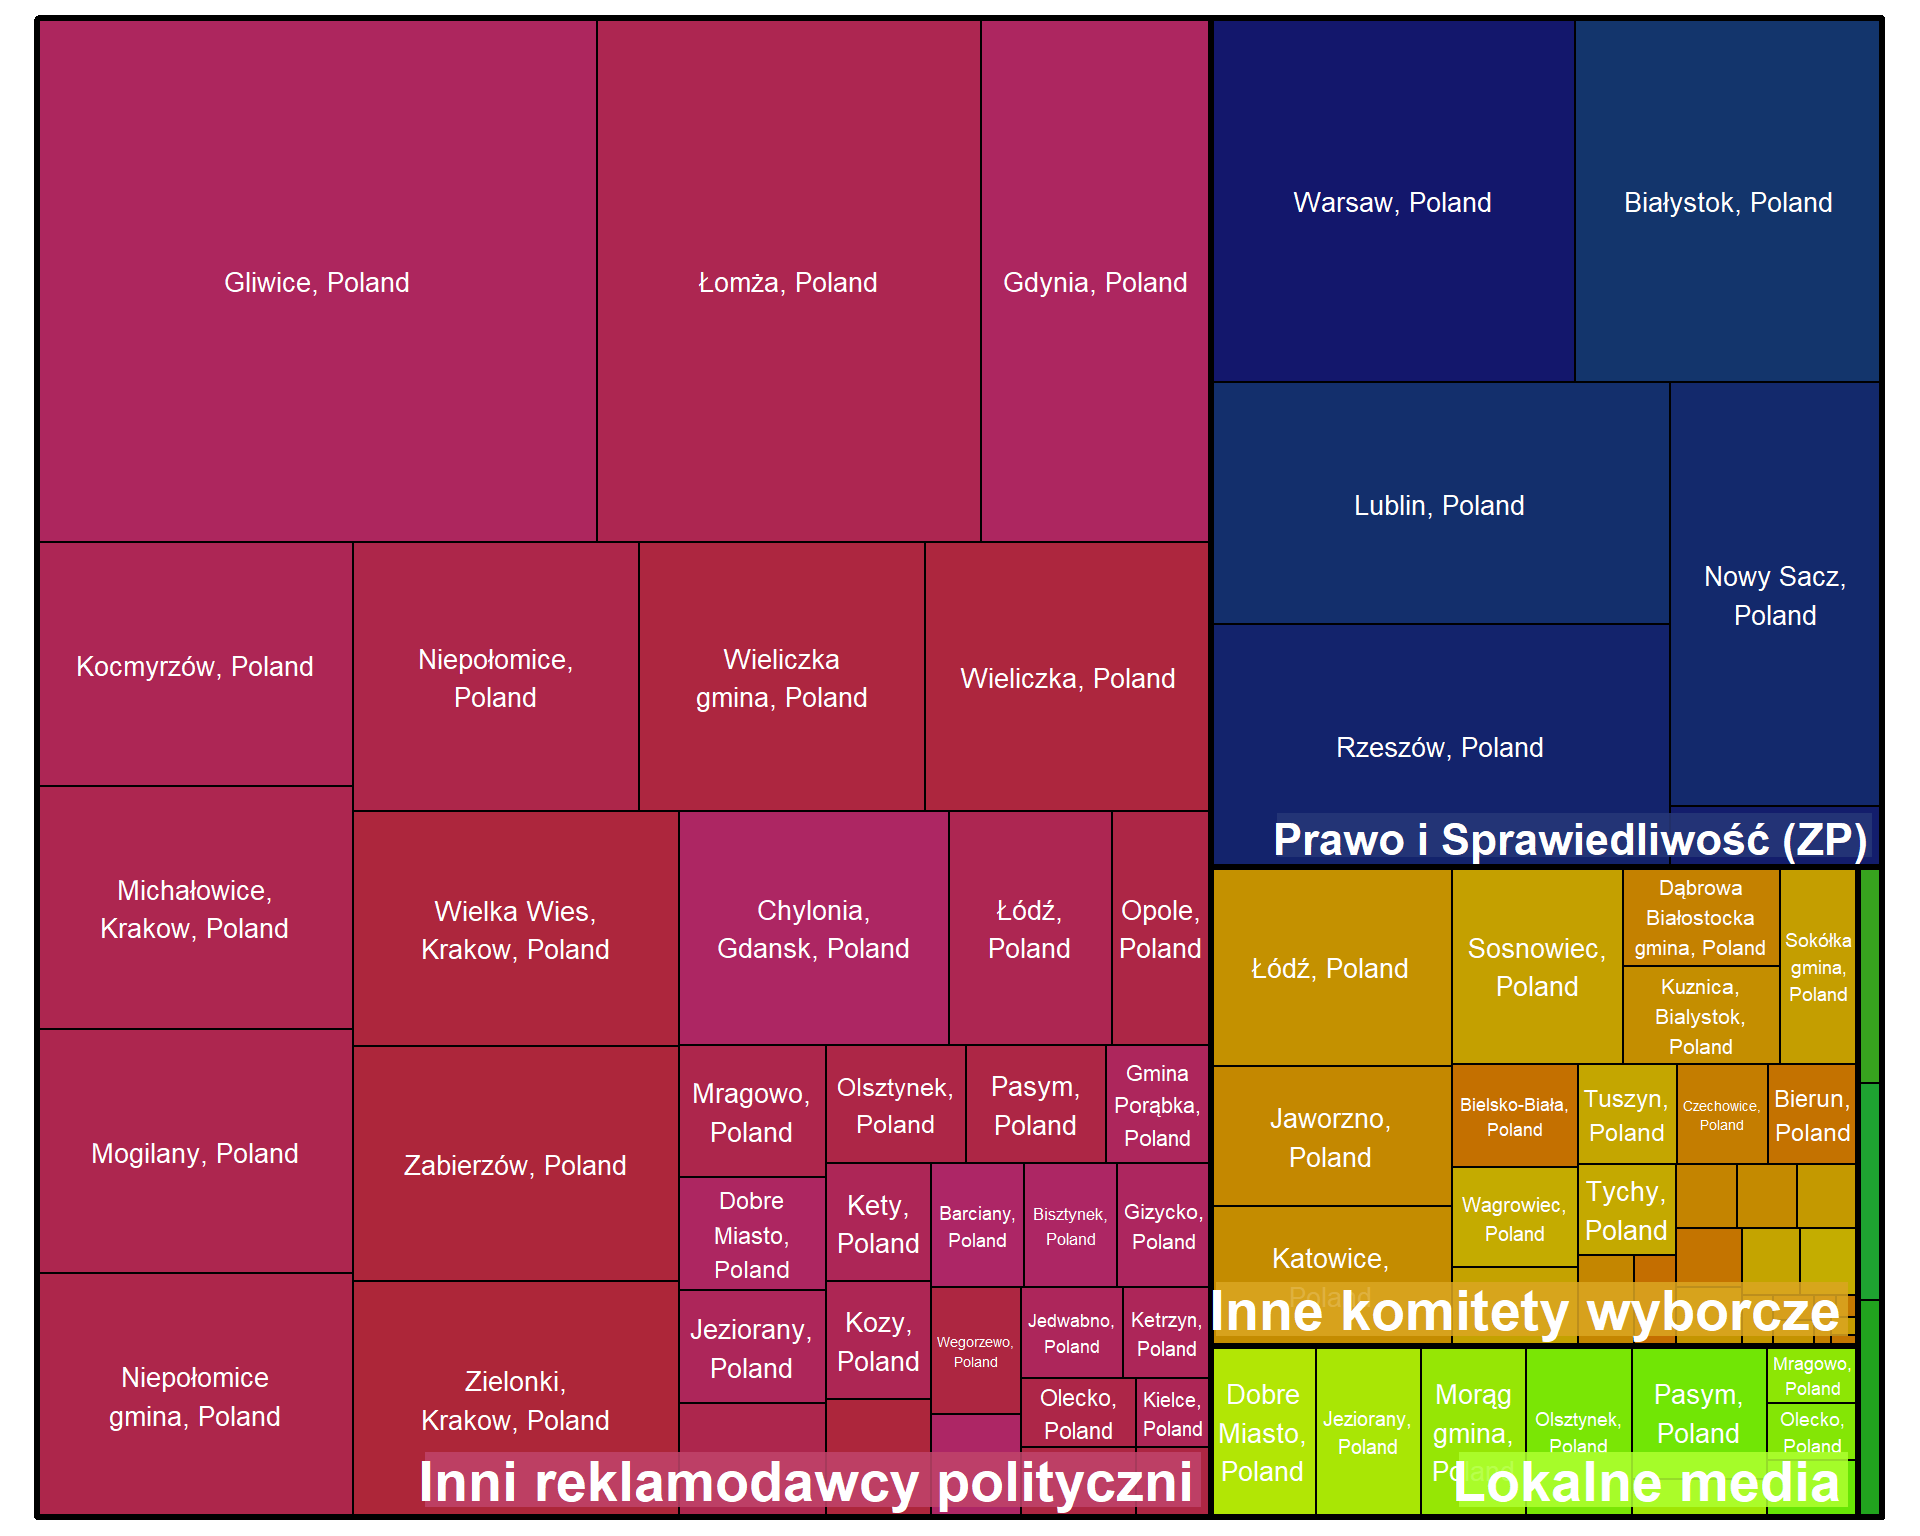 Gliwice, Poland
Łomża, Poland
Gdynia, Poland
Kocmyrzów, Poland
Niepołomice,
Poland
Wieliczka
gmina, Poland
Wieliczka, Poland
Michałowice,
Krakow, Poland
Wielka Wies,
Krakow, Poland
Chylonia,
Gdansk, Poland
Łódź,
Poland
Opole,
Poland
Mogilany, Poland
Zabierzów, Poland
Mragowo,
Poland
Olsztynek,
Poland
Pasym,
Poland
Gmina
Porąbka,
Poland
Dobre
Miasto,
Poland
Kety,
Poland
Barciany,
Poland
Bisztynek,
Poland
Gizycko,
Poland
Niepołomice
gmina, Poland
Zielonki,
Krakow, Poland
Jeziorany,
Poland
Kozy,
Poland
Wegorzewo,
Poland
Jedwabno,
Poland
Ketrzyn,
Poland
Olecko,
Poland
Kielce,
Poland
Inni reklamodawcy polityczni
Warsaw, Poland
Białystok, Poland
Lublin, Poland
Nowy Sacz,
Poland
Rzeszów, Poland
Prawo i Sprawiedliwość (ZP)
Łódź, Poland
Sosnowiec,
Poland
Dąbrowa
Białostocka
gmina, Poland
Kuznica,
Bialystok,
Poland
Sokółka
gmina,
Poland
Jaworzno,
Poland
Bielsko-Biała,
Poland
Tuszyn,
Poland
Czechowice,
Poland
Bierun,
Poland
Wagrowiec,
Poland
Tychy,
Poland
Katowice,
Poland
Inne komitety wyborcze
Dobre
Miasto,
Poland
Jeziorany,
Poland
Morąg
gmina,
Poland
Olsztynek,
Poland
Pasym,
Poland
Mragowo,
Poland
Olecko,
Poland
Lokalne media